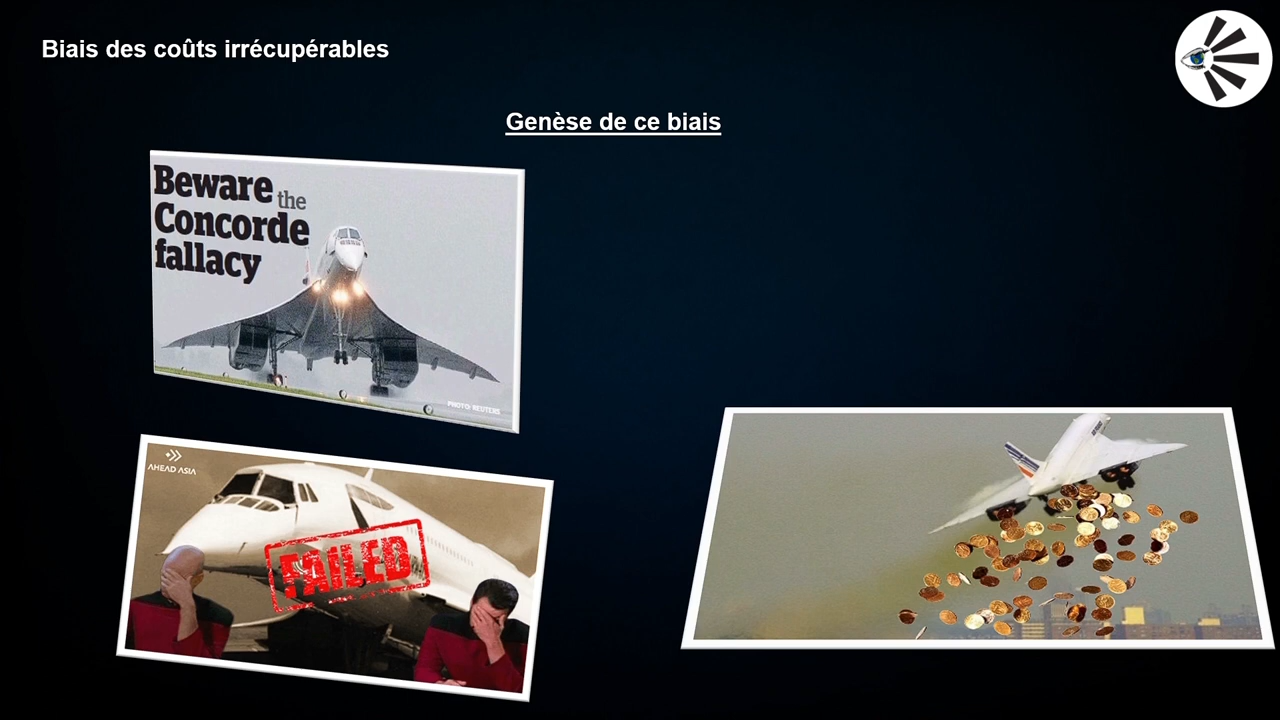 Biais des coûts irrécupérables
Genèse de ce biais
Beware the
Concorde
fallacy
PHOTO: REUTERS
AHEAD ASIA
FAILED